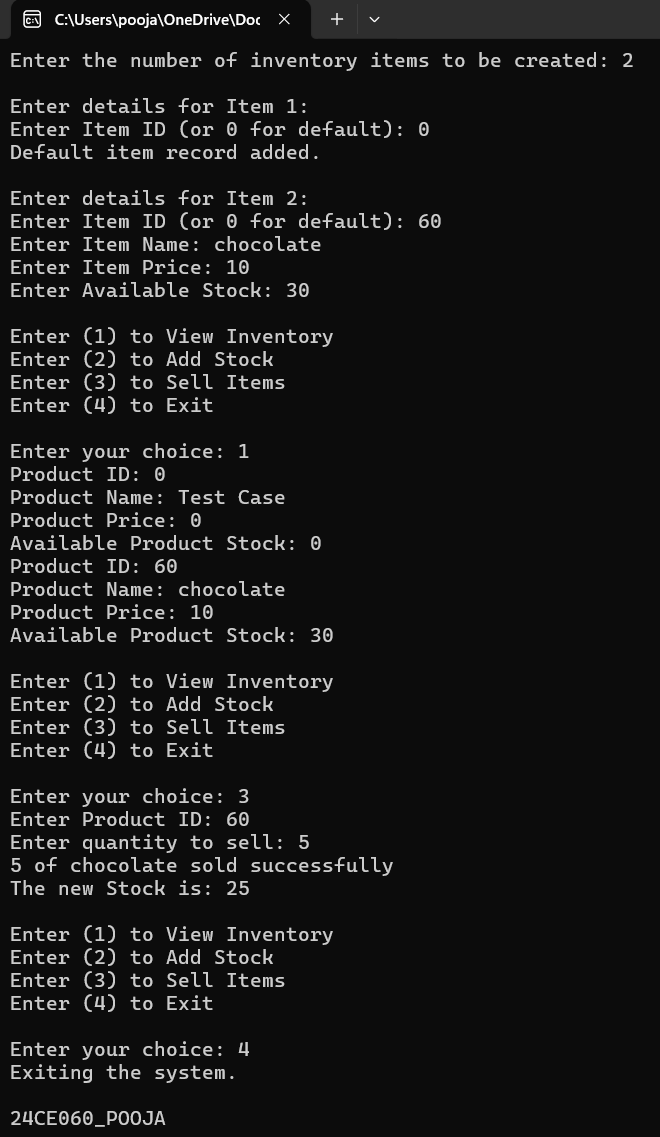 C:\Users\pooja\OneDrive\Doc
Enter the number of inventory items to be created: 2
Enter details for Item 1:
Enter Item ID (or 0 for default): 0
Default item record added.
Enter details for Item 2:
Enter Item ID (or 0 for default): 60
Enter Item Name: chocolate
Enter Item Price: 10
Enter Available Stock: 30
Enter (1) to View Inventory
Enter (2) to Add Stock
Enter (3) to Sell Items
Enter (4) to Exit
Enter your choice: 1
Product ID: 0
Product Name: Test Case
Product Price: 0
Available Product Stock: 0
Product ID: 60
Product Name: chocolate
Product Price: 10
Available Product Stock: 30
Enter (1) to View Inventory
Enter (2) to Add Stock
Enter (3) to Sell Items
Enter (4) to Exit
Enter your choice: 3
Enter Product ID: 60
Enter quantity to sell: 5
5 of chocolate sold successfully
The new Stock is: 25
Enter (1) to View Inventory
Enter (2) to Add Stock
Enter (3) to Sell Items
Enter (4) to Exit
Enter your choice: 4
Exiting the system.
24CE060_POOJA